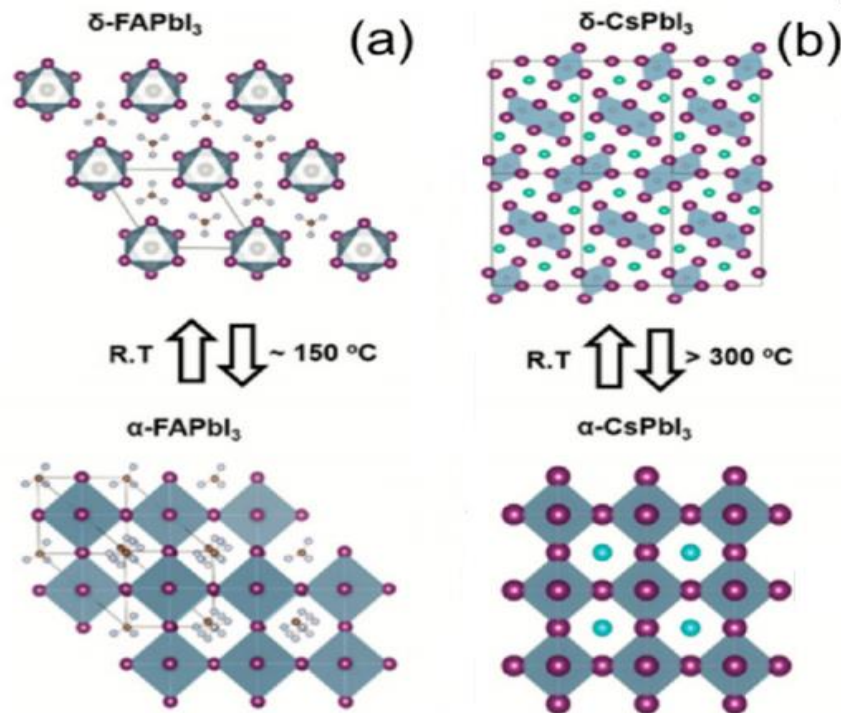 δ-FAPbI₃
(a)
R.T
~ 150 ºC
α-FAPbI₃
δ-CsPbI₃
(b)
R.T
> 300 ºC
α-CsPbI₃